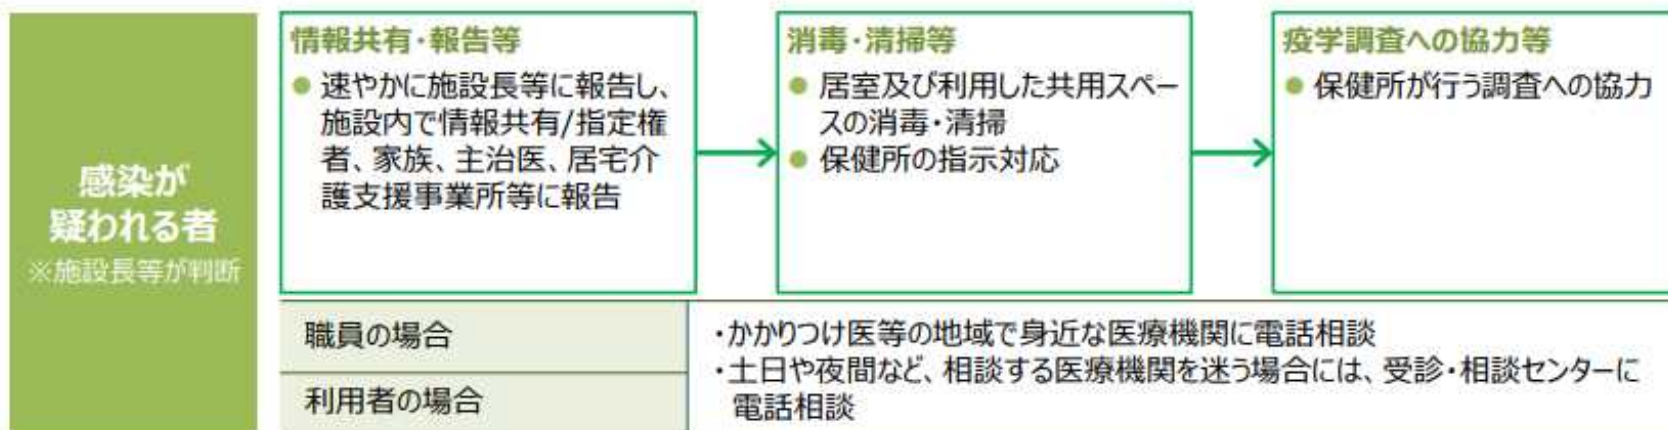 感染が
疑われる者
※施設長等が判断
情報共有・報告等
● 速やかに施設長等に報告し、
施設内で情報共有/指定権
者、家族、主治医、居宅介
護支援事業所等に報告
消毒・清掃等
● 居室及び利用した共用スペー
スの消毒・清掃
● 保健所の指示対応
疫学調査への協力等
● 保健所が行う調査への協力
職員の場合
利用者の場合
・かかりつけ医等の地域で身近な医療機関に電話相談
・土日や夜間など、相談する医療機関を迷う場合には、受診・相談センターに
電話相談